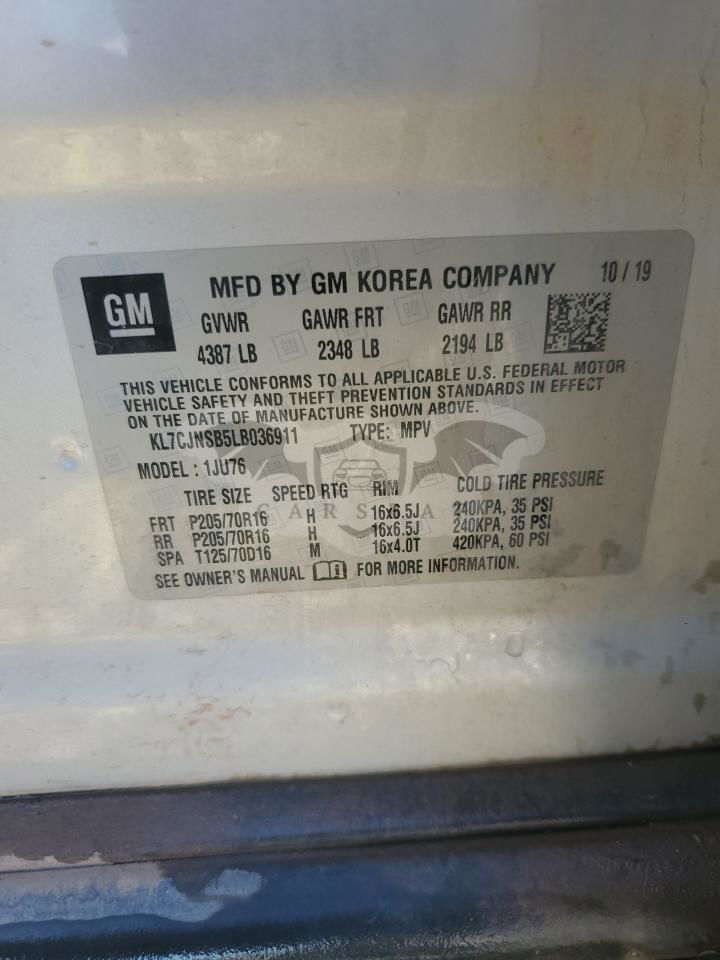 GM MFD BY GM KOREA COMPANY 10 / 19
GVWR GAWR FRT GAWR RR
4387 LB 2348 LB 2194 LB
THIS VEHICLE CONFORMS TO ALL APPLICABLE U.S. FEDERAL MOTOR
VEHICLE SAFETY AND THEFT PREVENTION STANDARDS IN EFFECT
ON THE DATE OF MANUFACTURE SHOWN ABOVE.
KL7CJNSB5LB036911 TYPE: MPV
MODEL : 1JU76
TIRE SIZE SPEED RTG RIM COLD TIRE PRESSURE
FRT P205/70R16 H 16x6.5J 240KPA, 35 PSI
RR P205/70R16 H 16x6.5J 240KPA, 35 PSI
SPA T125/70D16 M 16x4.0T 420KPA, 60 PSI
SEE OWNER'S MANUAL FOR MORE INFORMATION.